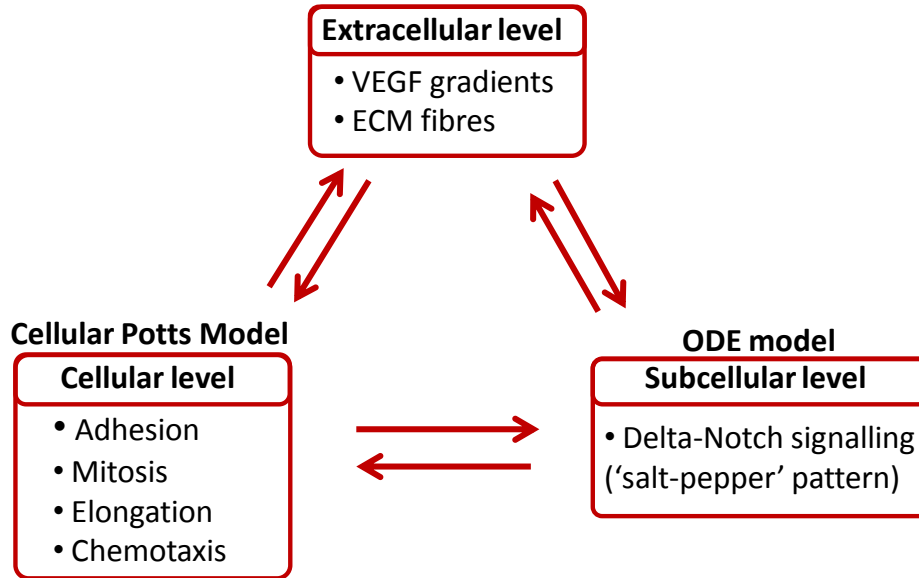 Extracellular level
• VEGF gradients
• ECM fibres
Cellular Potts Model
Cellular level
• Adhesion
• Mitosis
• Elongation
• Chemotaxis
ODE model
Subcellular level
• Delta-Notch signalling
(‘salt-pepper’ pattern)